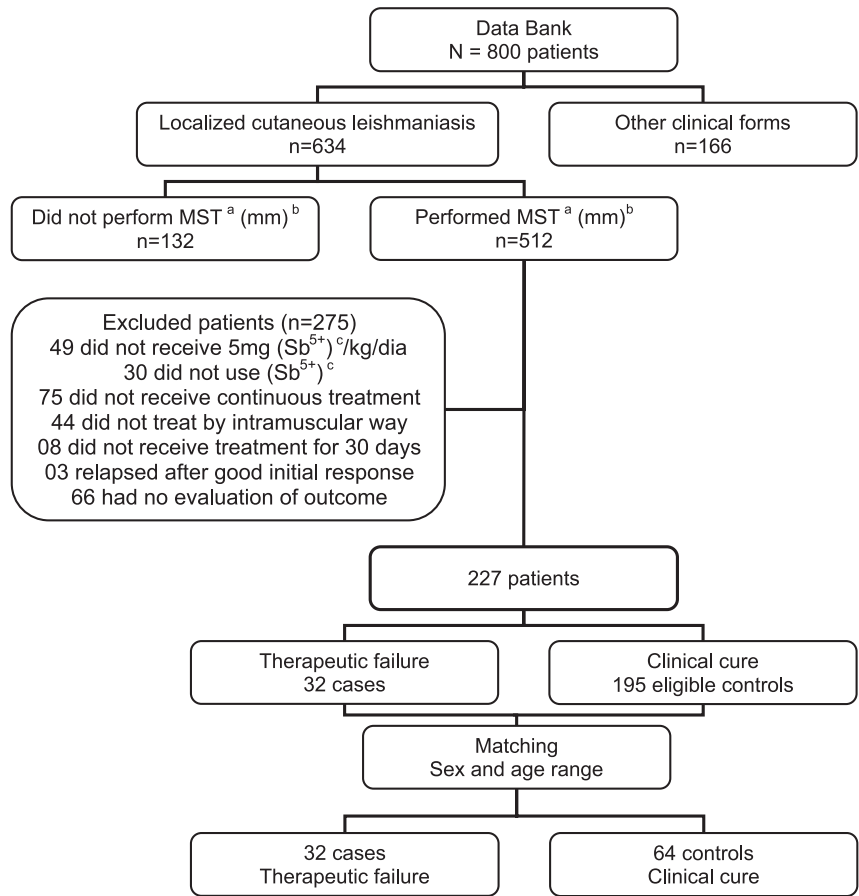 Data Bank
N = 800 patients
Localized cutaneous leishmaniasis
n=634
Other clinical forms
n=166
Did not perform MST ᵃ (mm) ᵇ
n=132
Performed MST ᵃ (mm)ᵇ
n=512
Excluded patients (n=275)
49 did not receive 5mg (Sb⁵⁺) ᶜ/kg/dia
30 did not use (Sb⁵⁺) ᶜ
75 did not receive continuous treatment
44 did not treat by intramuscular way
08 did not receive treatment for 30 days
03 relapsed after good initial response
66 had no evaluation of outcome
227 patients
Therapeutic failure
32 cases
Clinical cure
195 eligible controls
Matching
Sex and age range
32 cases
Therapeutic failure
64 controls
Clinical cure